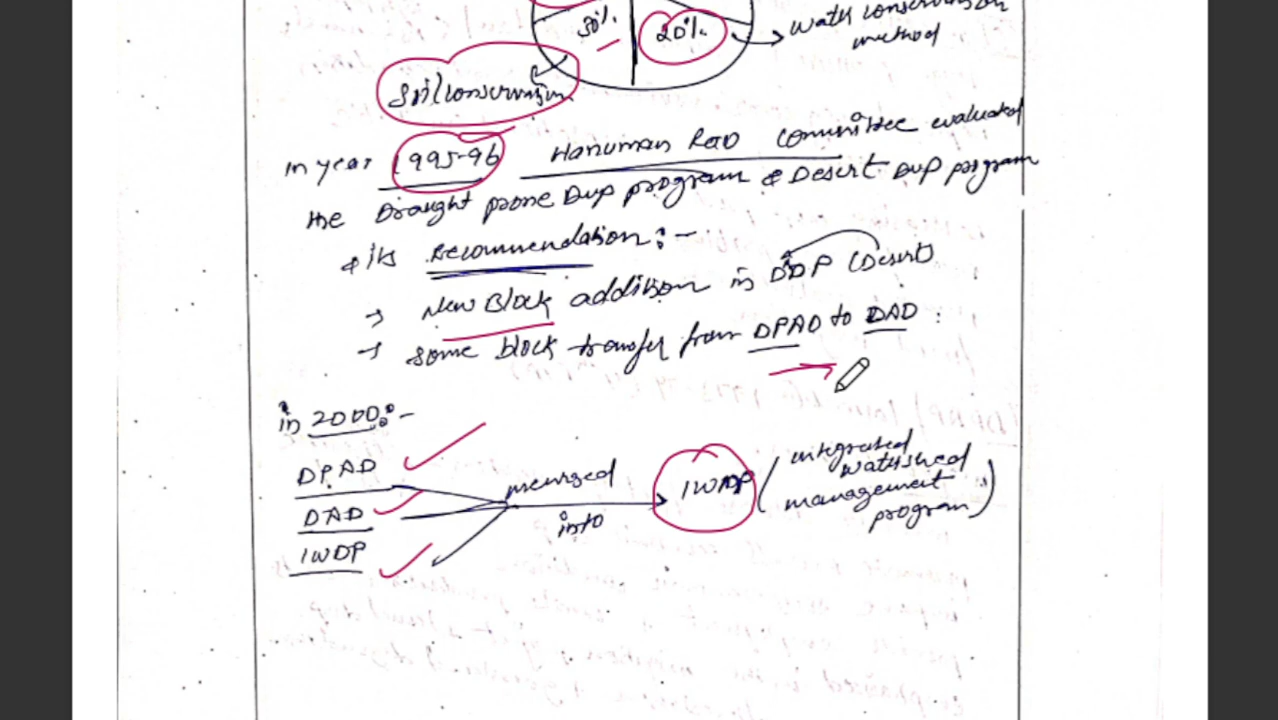 30%
20%
water conservation
method
Soil conservation
In year 1995-96 Hanuman Rao Committee evaluated
the Draught prone Dvp program & Desert Dvp program
& its Recommendation:-
→ New Block addition in DDP (Desert)
→ some block transfer from DPAD to DAD.
in 2000:-
DPAD
DAD
IWDP
merged
into
IWMP (integrated
watershed
management
program)